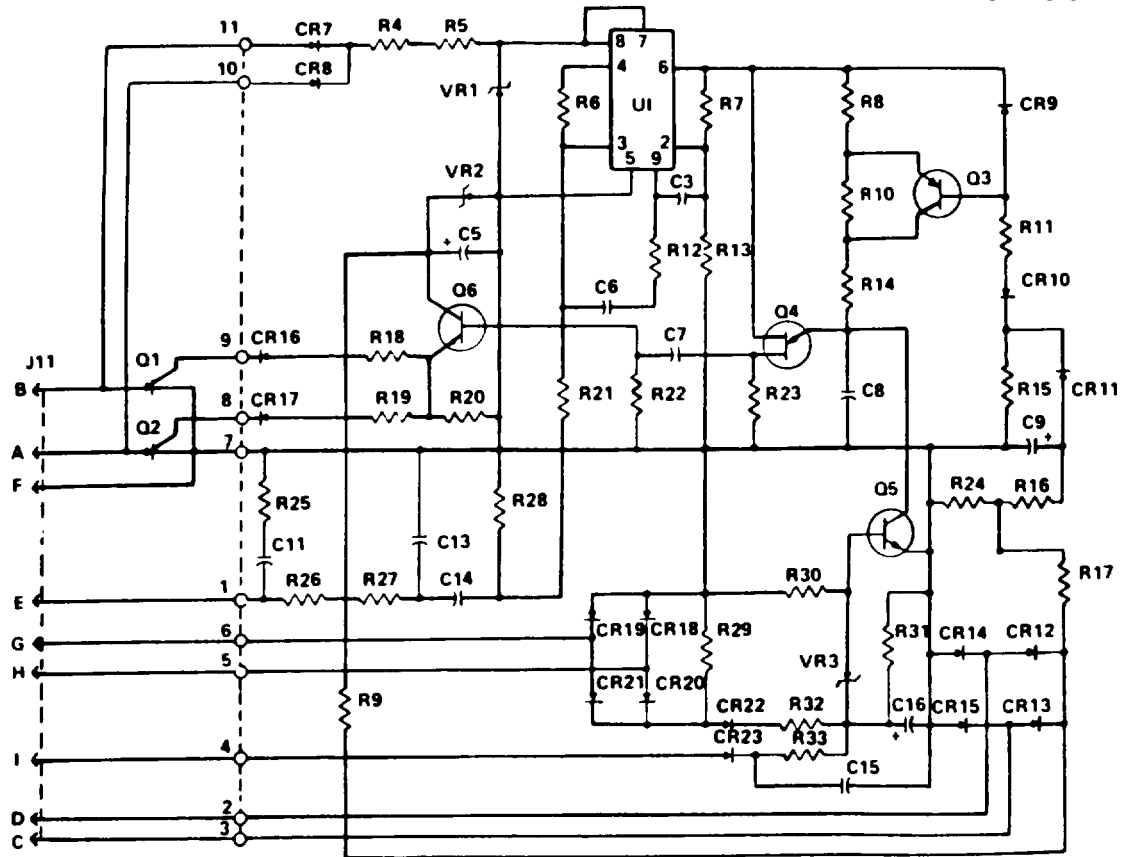 11 CR7 R4 R5 8 7
10 CR8 4 6
VR1 R6 U1 R7 R8 CR9
3 2
5 9
VR2 C3 R10 Q3
R11
C5 R12 R13
+
CR10
C6 R14
Q6 Q4
9 CR16 R18 C7
J11 Q1
B
R21 R22 R23 C8 R15 CR11
8 CR17 R19 R20
Q2 C9
A 7 +
F R24 R16
R25 R28 Q5
C11 C13
R17
R26 R27 C14 R30
E 1
CR19 CR18 R29 R31
G 6 CR14 CR12
H 5 VR3
CR21 CR20
R9 CR22 R32 C16 CR15 CR13
+
I 4 CR23 R33
C15
D 2
C 3